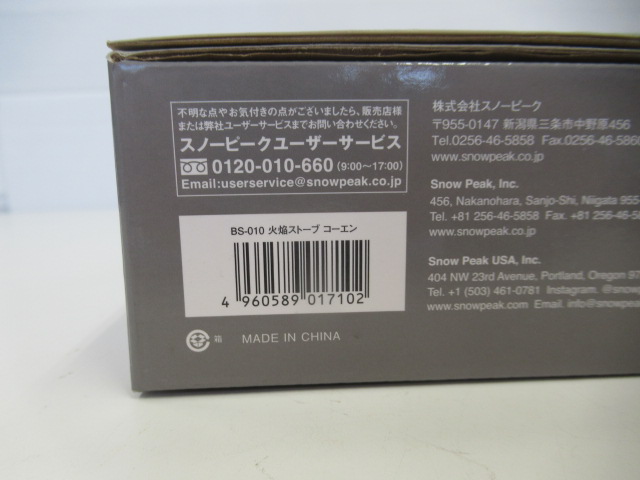 不明な点やお気付きの点がございましたら、販売店様
または弊社ユーザーサービスまでお問い合わせください。
スノーピークユーザーサービス
0120-010-660 (9:00〜17:00)
Email:userservice@snowpeak.co.jp
BS-010 火焔ストーブ コーエン
4 960589 017102
箱
MADE IN CHINA
株式会社スノーピーク
〒955-0147 新潟県三条市中野原456
Tel.0256-46-5858 Fax.0256-46-5860
www.snowpeak.co.jp
Snow Peak, Inc.
456, Nakanohara, Sanjo-Shi, Niigata 955-
Tel. +81 256-46-5858 Fax. +81 256-46-5
www.snowpeak.co.jp
Snow Peak USA, Inc.
404 NW 23rd Avenue, Portland, Oregon 97
Tel. +1 (503) 461-0781 Instagram. @snow
www.snowpeak.com Email. info@snowpea